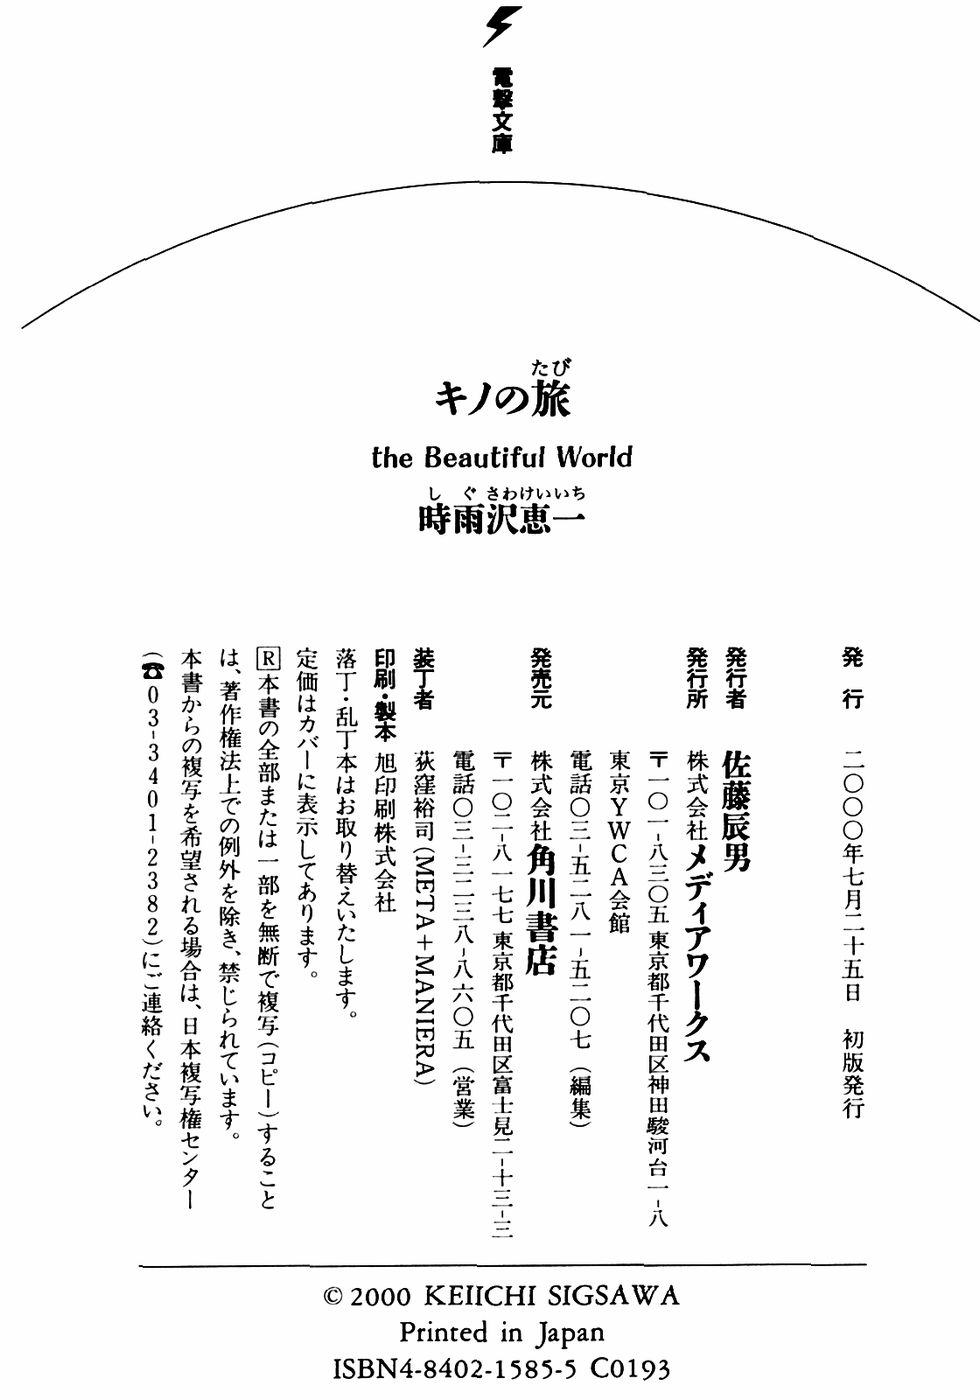 電撃文庫
たび
キノの旅
the Beautiful World
しぐさわけいいち
時雨沢恵一
発行 二〇〇〇年七月二十五日 初版発行
発行者 佐藤辰男
発行所 株式会社メディアワークス
〒一〇一-八三〇五 東京都千代田区神田駿河台一-八
東京YWCA会館
電話〇三-五二八一-五二〇七（編集）
発売元 株式会社角川書店
〒一〇二-八一七七 東京都千代田区富士見二-十三-三
電話〇三-三二三八-八六〇五（営業）
装丁者 荻窪裕司(META+MANIERA)
印刷・製本 旭印刷株式会社
落丁・乱丁本はお取り替えいたします。
定価はカバーに表示してあります。
R本書の全部または一部を無断で複写(コピー)すること
は、著作権法上での例外を除き、禁じられています。
本書からの複写を希望される場合は、日本複写権センター
(☎03-3401-2382)にご連絡ください。
© 2000 KEIICHI SIGSAWA
Printed in Japan
ISBN4-8402-1585-5 C0193